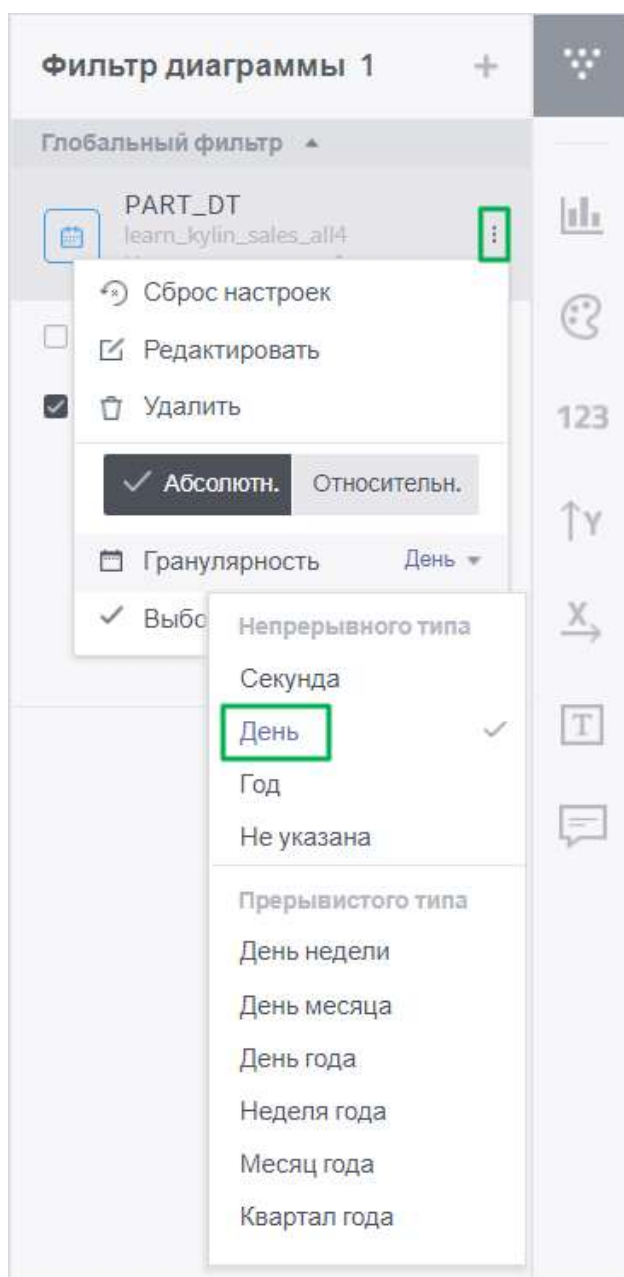 Фильтр диаграммы 1
Глобальный фильтр
PART_DT
learn_kylin_sales_all4
Сброс настроек
Редактировать
Удалить
123
Абсолютн. Относительн.
Y
Гранулярность День
Выбо
X
Непрерывного типа
Секунда
День
T
Год
Не указана
Прерывистого типа
День недели
День месяца
День года
Неделя года
Месяц года
Квартал года